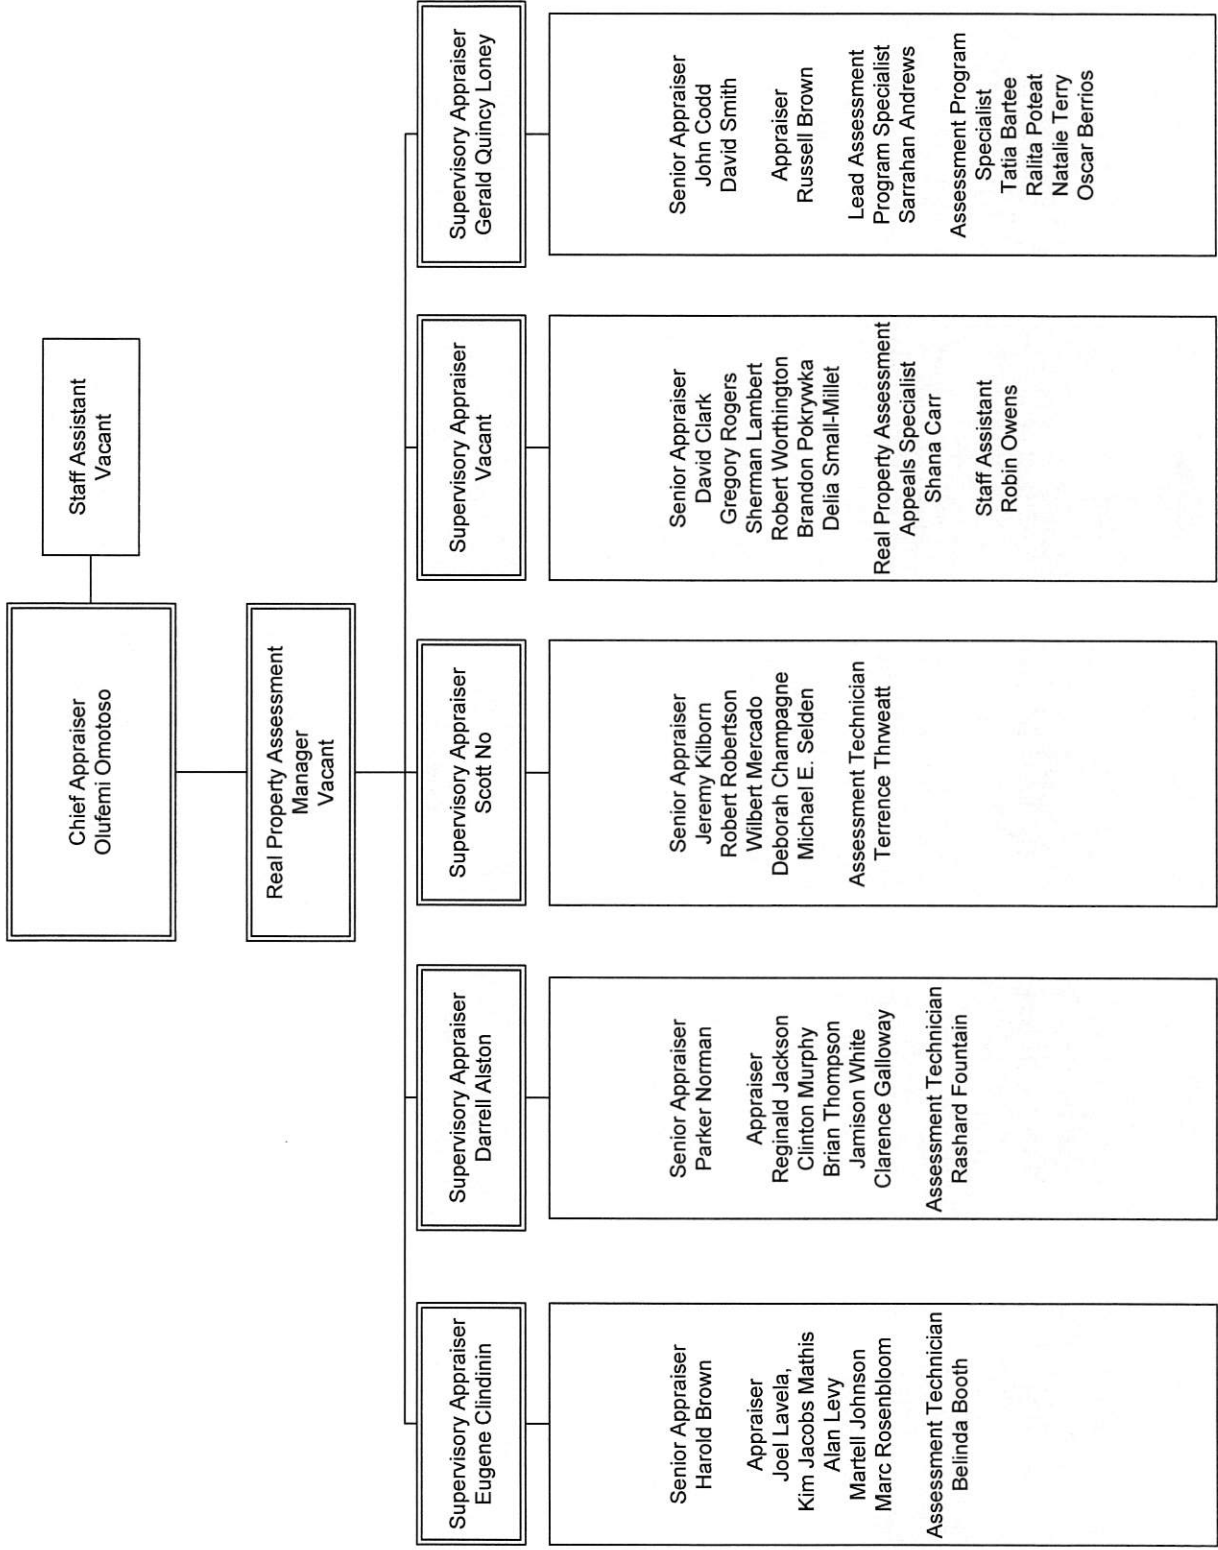 Chief Appraiser
Olufemi Omotoso
Staff Assistant
Vacant
Real Property Assessment
Manager
Vacant
Supervisory Appraiser
Eugene Clindinin
Senior Appraiser
Harold Brown
Appraiser
Joel Lavela,
Kim Jacobs Mathis
Alan Levy
Martell Johnson
Marc Rosenbloom
Assessment Technician
Belinda Booth
Supervisory Appraiser
Darrell Alston
Senior Appraiser
Parker Norman
Appraiser
Reginald Jackson
Clinton Murphy
Brian Thompson
Jamison White
Clarence Galloway
Assessment Technician
Rashard Fountain
Supervisory Appraiser
Scott No
Senior Appraiser
Jeremy Kilborn
Robert Robertson
Wilbert Mercado
Deborah Champagne
Michael E. Selden
Assessment Technician
Terrence Thrweatt
Supervisory Appraiser
Vacant
Senior Appraiser
David Clark
Gregory Rogers
Sherman Lambert
Robert Worthington
Brandon Pokrywka
Delia Small-Millet
Real Property Assessment
Appeals Specialist
Shana Carr
Staff Assistant
Robin Owens
Supervisory Appraiser
Gerald Quincy Loney
Senior Appraiser
John Codd
David Smith
Appraiser
Russell Brown
Lead Assessment
Program Specialist
Sarrahan Andrews
Assessment Program
Specialist
Tatia Bartee
Ralita Poteat
Natalie Terry
Oscar Berrios